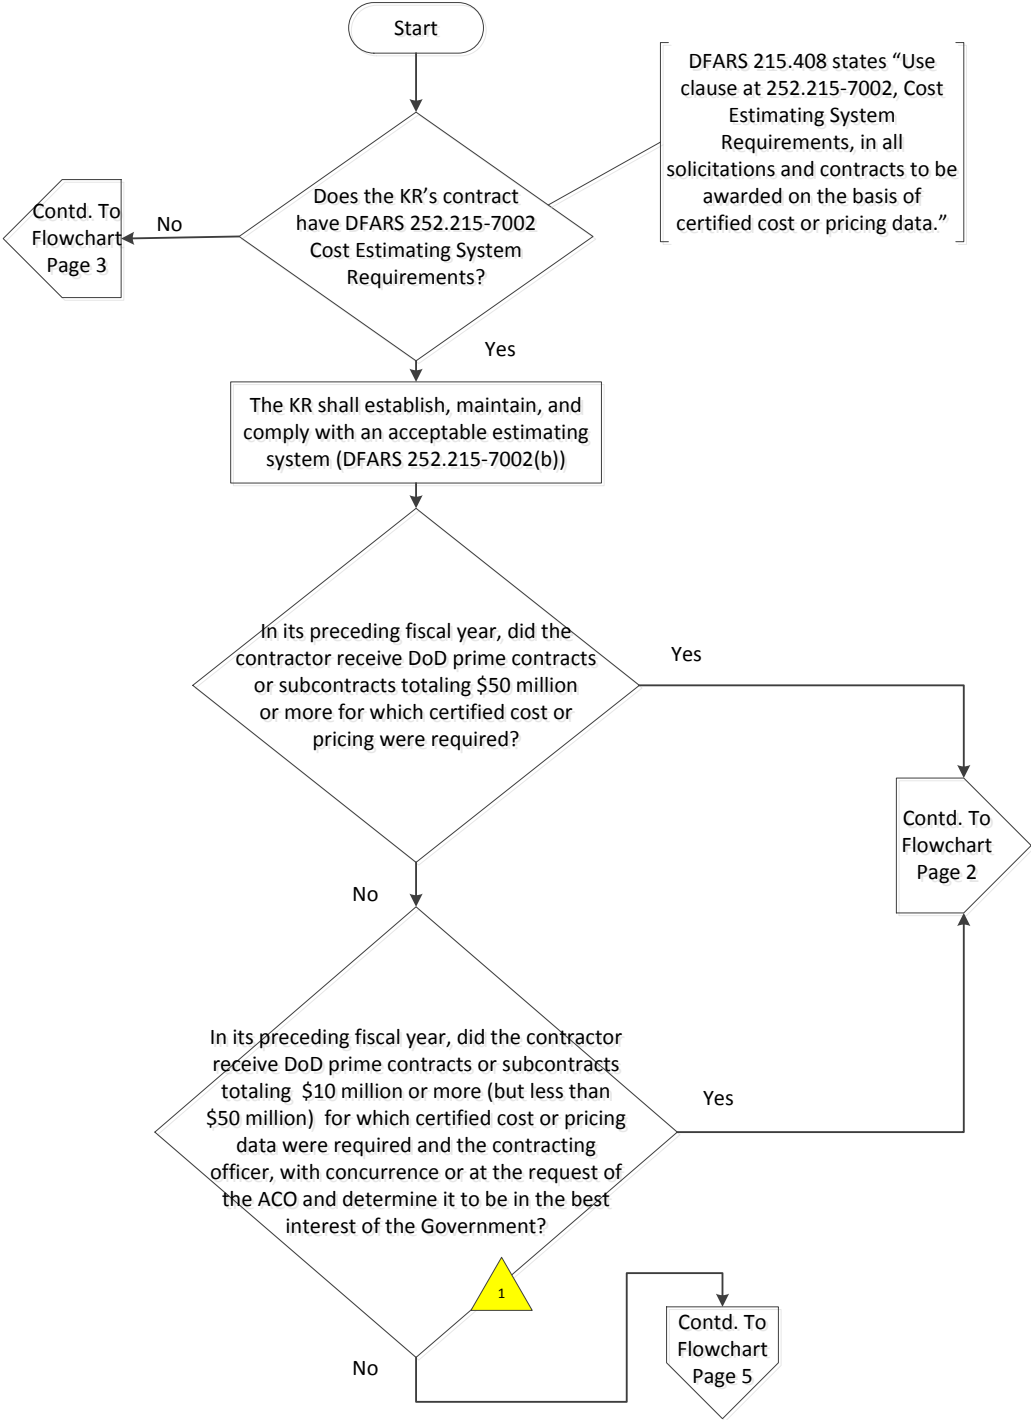 Start
DFARS 215.408 states “Use
clause at 252.215-7002, Cost
Estimating System
Requirements, in all
solicitations and contracts to be
awarded on the basis of
certified cost or pricing data.”
Does the KR’s contract
have DFARS 252.215-7002
Cost Estimating System
Requirements?
No
Contd. To
Flowchart
Page 3
Yes
The KR shall establish, maintain, and
comply with an acceptable estimating
system (DFARS 252.215-7002(b))
In its preceding fiscal year, did the
contractor receive DoD prime contracts
or subcontracts totaling $50 million
or more for which certified cost or
pricing were required?
Yes
Contd. To
Flowchart
Page 2
No
In its preceding fiscal year, did the contractor
receive DoD prime contracts or subcontracts
totaling  $10 million or more (but less than
$50 million)  for which certified cost or pricing
data were required and the contracting
officer, with concurrence or at the request of
the ACO and determine it to be in the best
interest of the Government?
Yes
1
No
Contd. To
Flowchart
Page 5